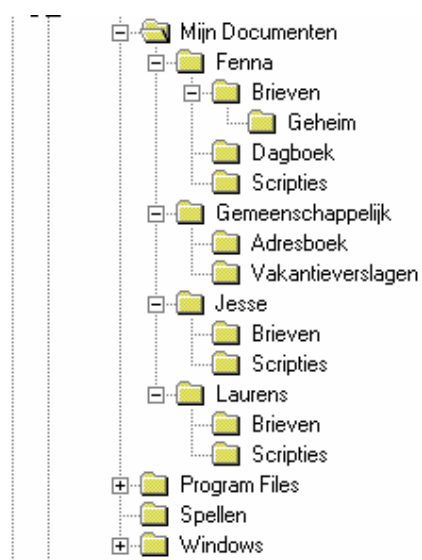 Mijn Documenten
Fenna
Brieven
Geheim
Dagboek
Scripties
Gemeenschappelijk
Adresboek
Vakantieverslagen
Jesse
Brieven
Scripties
Laurens
Brieven
Scripties
Program Files
Spellen
Windows